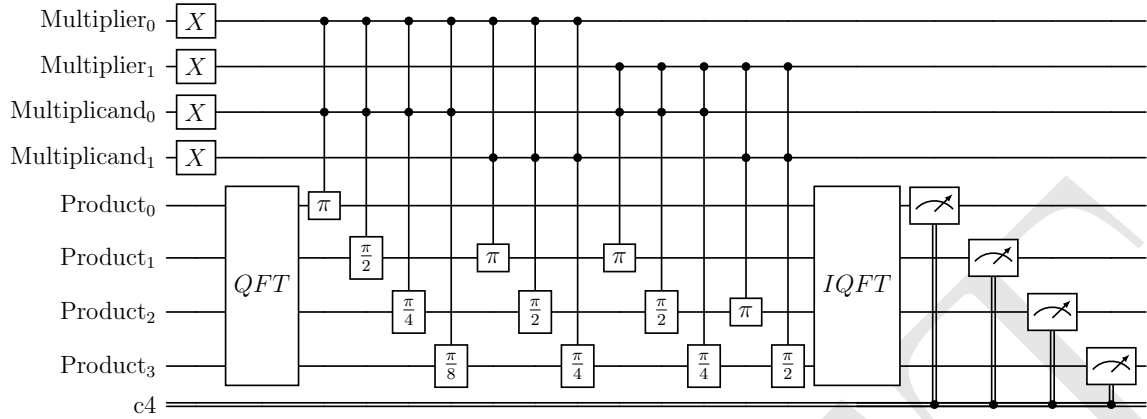 Multiplier₀ X
Multiplier₁ X
Multiplicand₀ X
Multiplicand₁ X
Product₀ π
Product₁ π/2 π π
Product₂ π/4 π/2 π/2 π
Product₃ π/8 π/4 π/4 π/2
QFT IQFT
c4